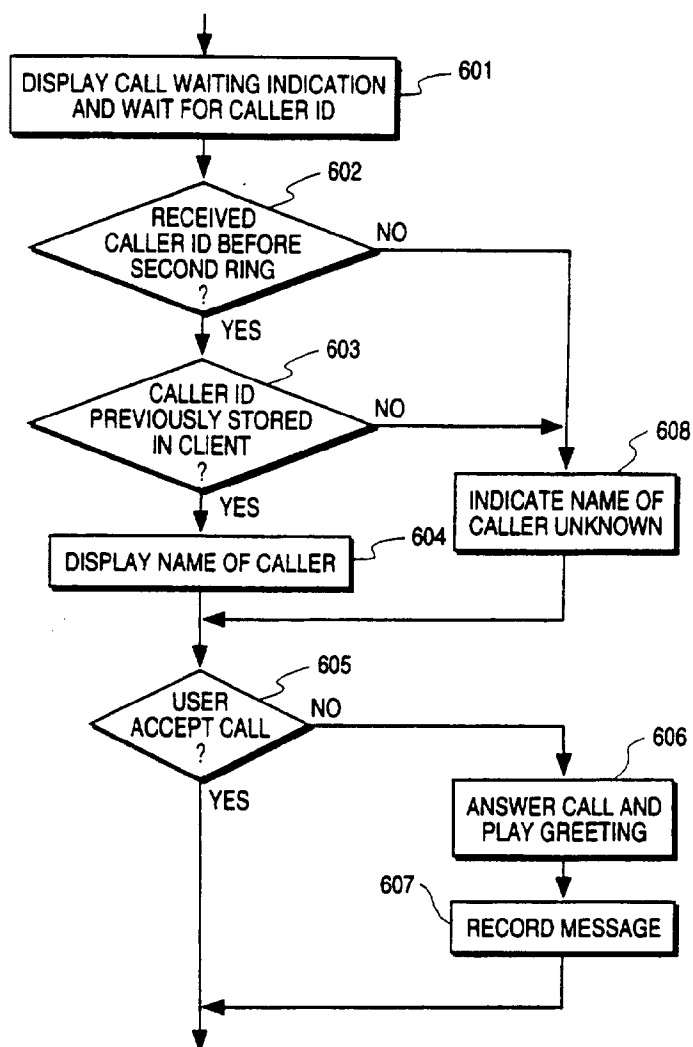 DISPLAY CALL WAITING INDICATION
AND WAIT FOR CALLER ID
601
602
RECEIVED
CALLER ID BEFORE
SECOND RING
?
NO
YES
603
CALLER ID
PREVIOUSLY STORED
IN CLIENT
?
NO
YES
608
INDICATE NAME OF
CALLER UNKNOWN
604
DISPLAY NAME OF CALLER
605
USER
ACCEPT CALL
?
NO
YES
606
ANSWER CALL AND
PLAY GREETING
607
RECORD MESSAGE